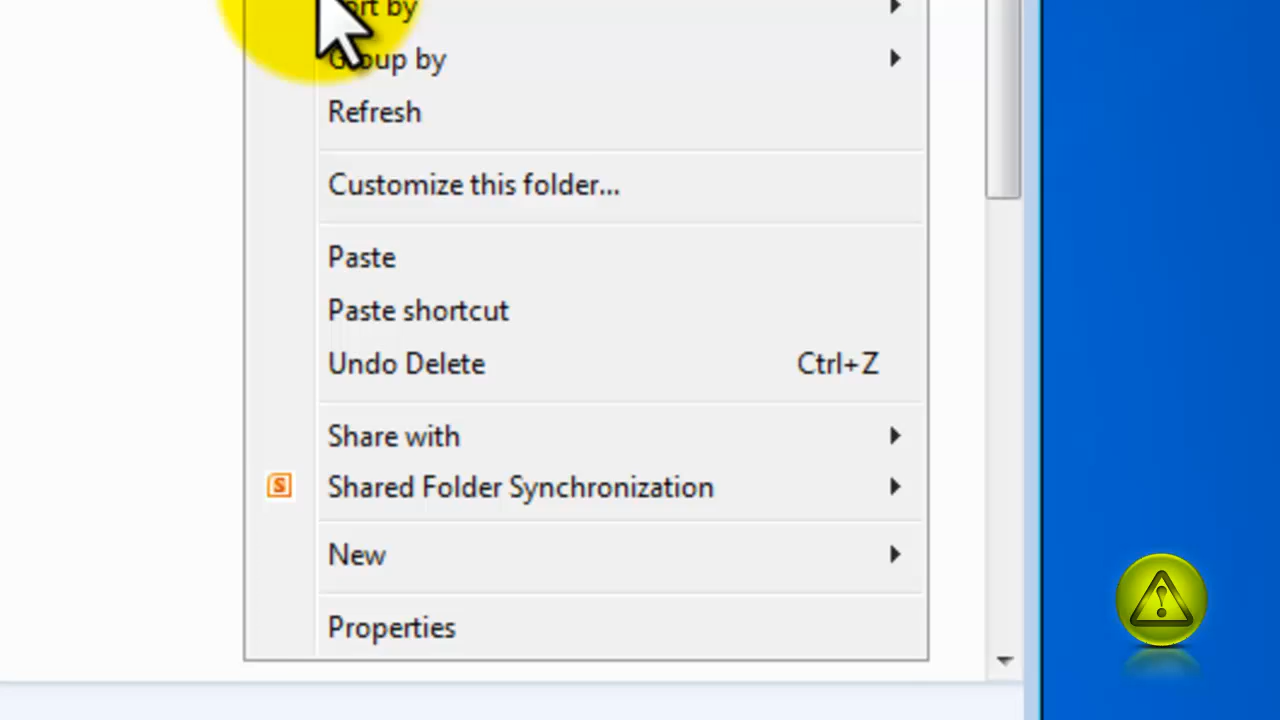 ort by
Group by
Refresh
Customize this folder...
Paste
Paste shortcut
Undo Delete Ctrl+Z
Share with
S
Shared Folder Synchronization
New
Properties